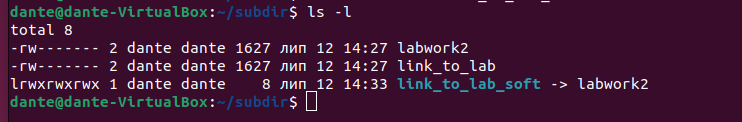 dante@dante-VirtualBox:~/subdir$ ls -l
total 8
-rw------- 2 dante dante 1627 лип 12 14:27 labwork2
-rw------- 2 dante dante 1627 лип 12 14:27 link_to_lab
lrwxrwxrwx 1 dante dante    8 лип 12 14:33 link_to_lab_soft -> labwork2
dante@dante-VirtualBox:~/subdir$